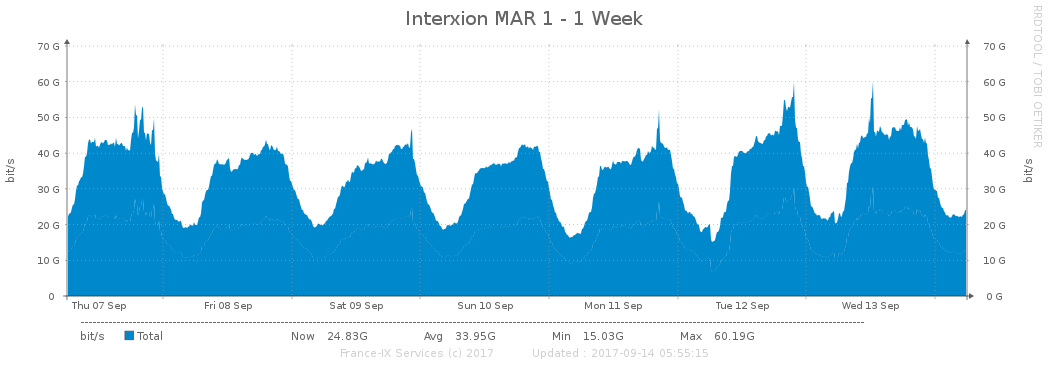 Interxion MAR 1 - 1 Week
RRDTOOL / TOBI OETIKER
70 G 70 G
60 G 60 G
50 G 50 G
40 G 40 G
30 G 30 G
20 G 20 G
10 G 10 G
0 0 G
bit/s
bit/s
Thu 07 Sep Fri 08 Sep Sat 09 Sep Sun 10 Sep Mon 11 Sep Tue 12 Sep Wed 13 Sep
bit/s Total Now 24.83G Avg 33.95G Min 15.03G Max 60.19G
France-IX Services (c) 2017 Updated : 2017-09-14 05:55:15